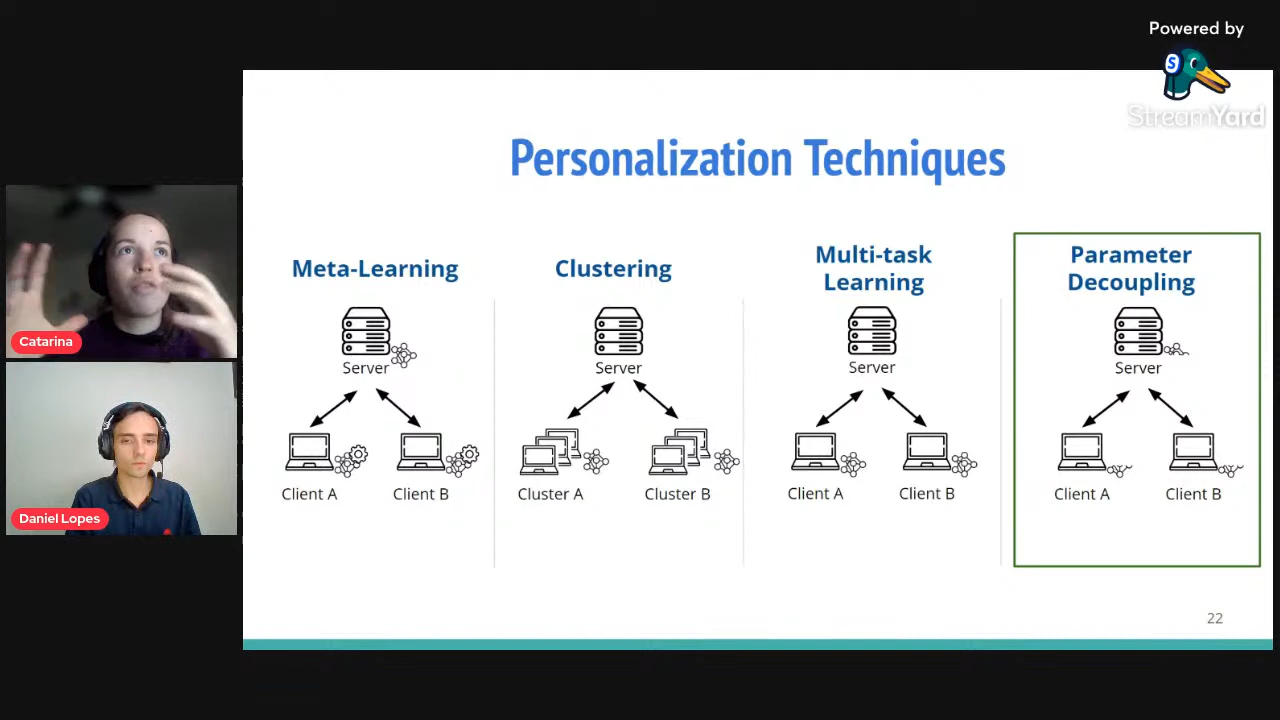 Powered by
StreamYard
Personalization Techniques
Meta-Learning
Server
Client A
Client B
Clustering
Server
Cluster A
Cluster B
Multi-task
Learning
Server
Client A
Client B
Parameter
Decoupling
Server
Client A
Client B
22
Catarina
Daniel Lopes